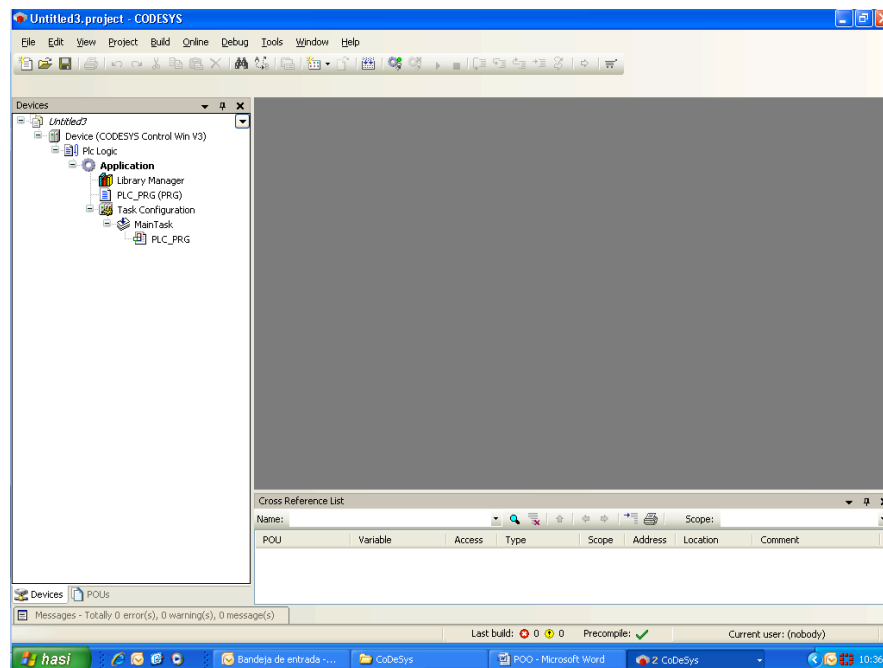 Untitled3.project - CODESYS
File Edit View Project Build Online Debug Tools Window Help
Devices
Untitled3
Device (CODESYS Control Win V3)
Plc Logic
Application
Library Manager
PLC_PRG (PRG)
Task Configuration
MainTask
PLC_PRG
Cross Reference List
Name: Scope:
POU Variable Access Type Scope Address Location Comment
Devices POUs
Messages - Totally 0 error(s), 0 warning(s), 0 message(s)
Last build: 0 0 Precompile: Current user: (nobody)
hasi Bandeja de entrada -... CoDeSys POO - Microsoft Word 2 CoDeSys 10:36